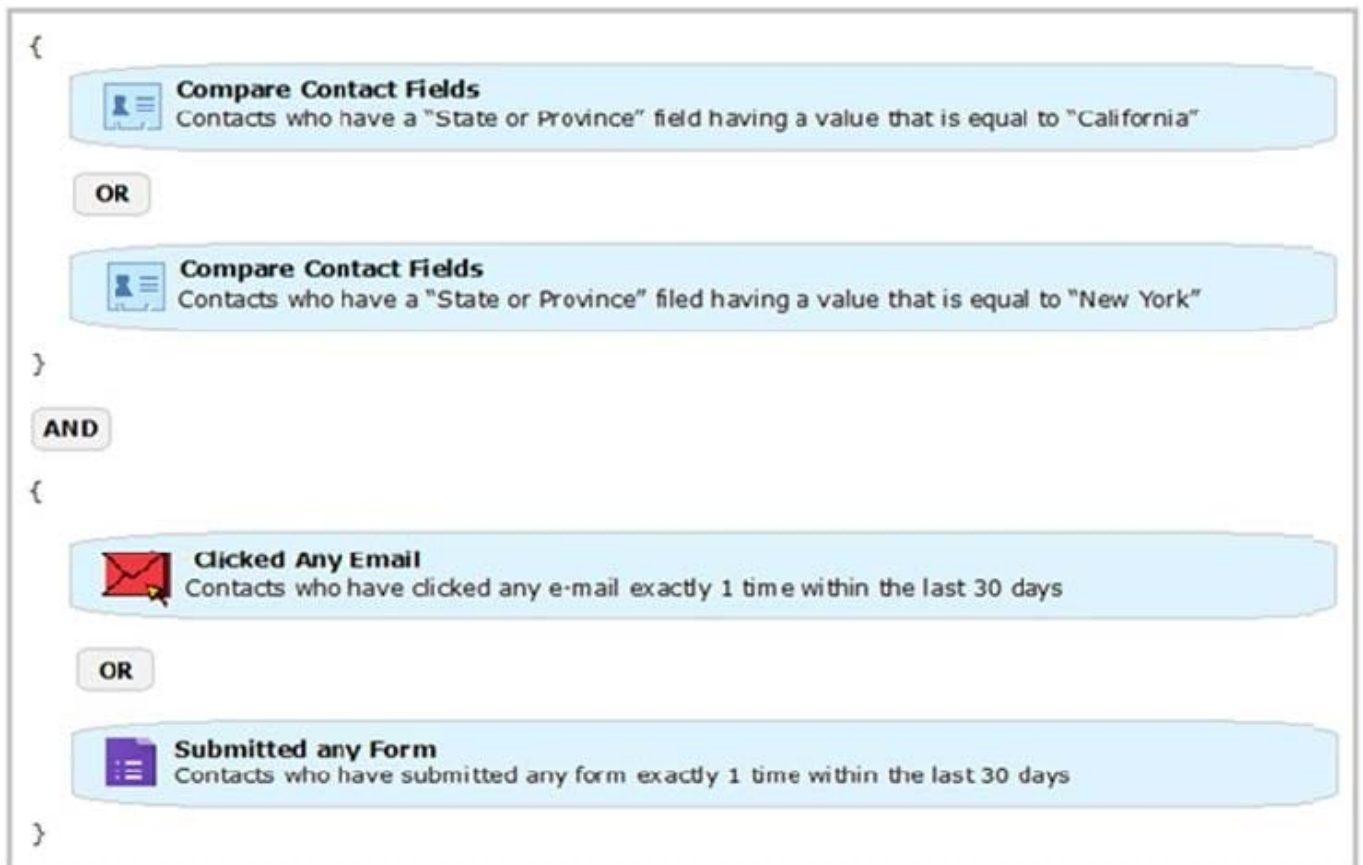 {
Compare Contact Fields
Contacts who have a “State or Province” field having a value that is equal to “California”
OR
Compare Contact Fields
Contacts who have a “State or Province” filed having a value that is equal to “New York”
}
AND
{
Clicked Any Email
Contacts who have clicked any e-mail exactly 1 time within the last 30 days
OR
Submitted any Form
Contacts who have submitted any form exactly 1 time within the last 30 days
}